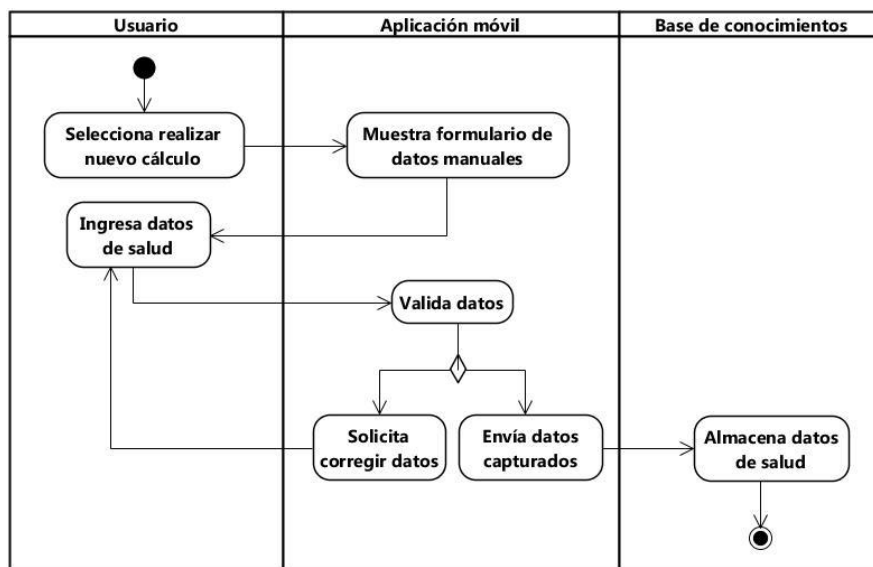 Usuario
Aplicación móvil
Base de conocimientos
Selecciona realizar
nuevo cálculo
Muestra formulario de
datos manuales
Ingresa datos
de salud
Valida datos
Solicita
corregir datos
Envía datos
capturados
Almacena datos
de salud